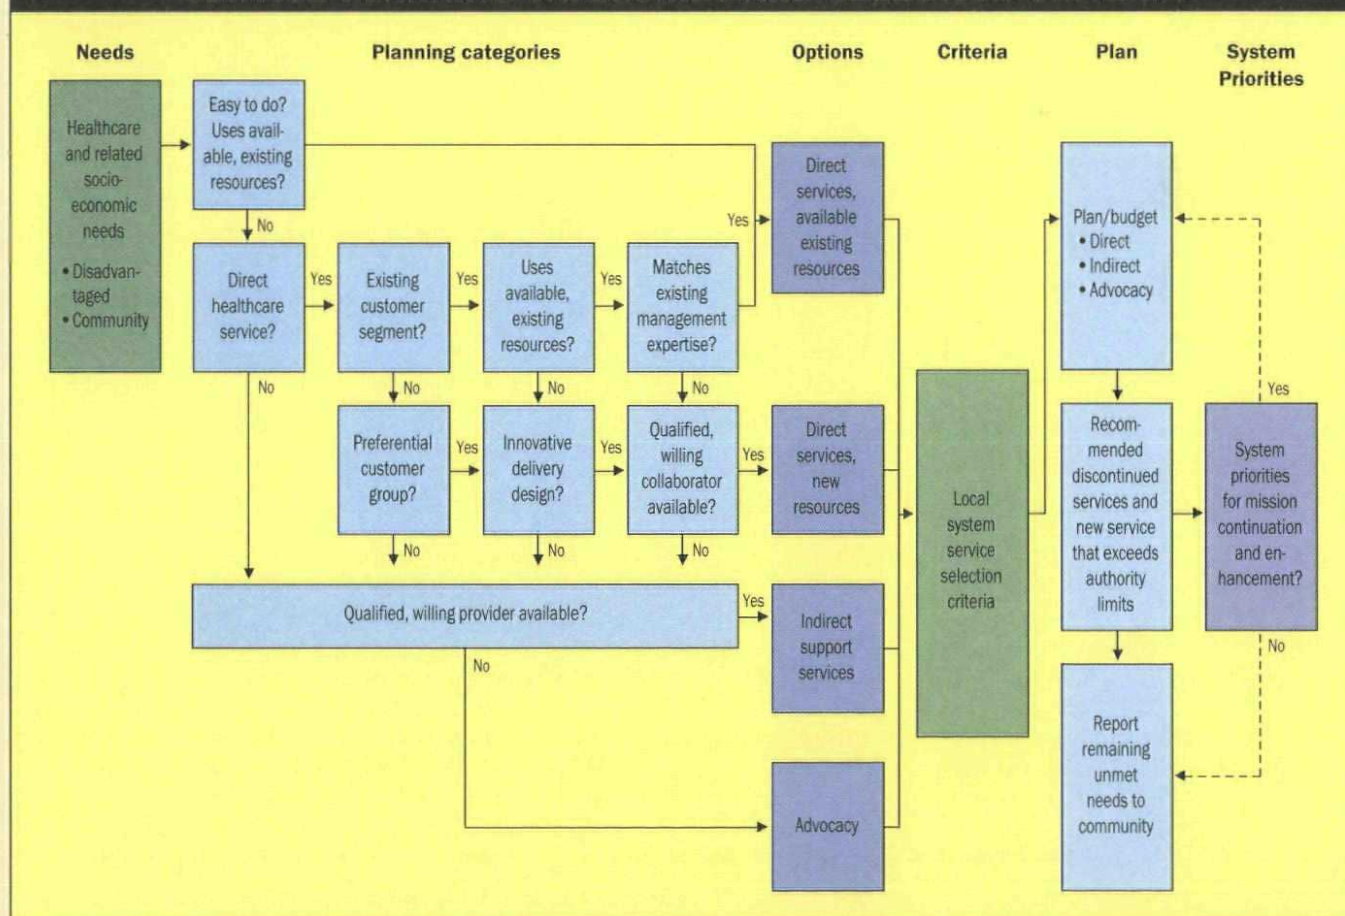 Needs
Planning categories
Options
Criteria
Plan
System
Priorities
Healthcare
and related
socio-
economic
needs
• Disadvan-
taged
• Community
Easy to do?
Uses avail-
able, existing
resources?
No
Direct
healthcare
service?
Yes
Existing
customer
segment?
Yes
Uses
available,
existing
resources?
Yes
Matches
existing
management
expertise?
Yes
No
No
No
No
Preferential
customer
group?
Yes
Innovative
delivery
design?
Yes
Qualified,
willing
collaborator
available?
Yes
No
No
No
Qualified, willing provider available?
Yes
No
Direct
services,
available
existing
resources
Direct
services,
new
resources
Indirect
support
services
Advocacy
Local
system
service
selection
criteria
Plan/budget
• Direct
• Indirect
• Advocacy
Recom-
mended
discontinued
services and
new service
that exceeds
authority
limits
Report
remaining
unmet
needs to
community
Yes
System
priorities
for mission
continuation
and en-
hancement?
No